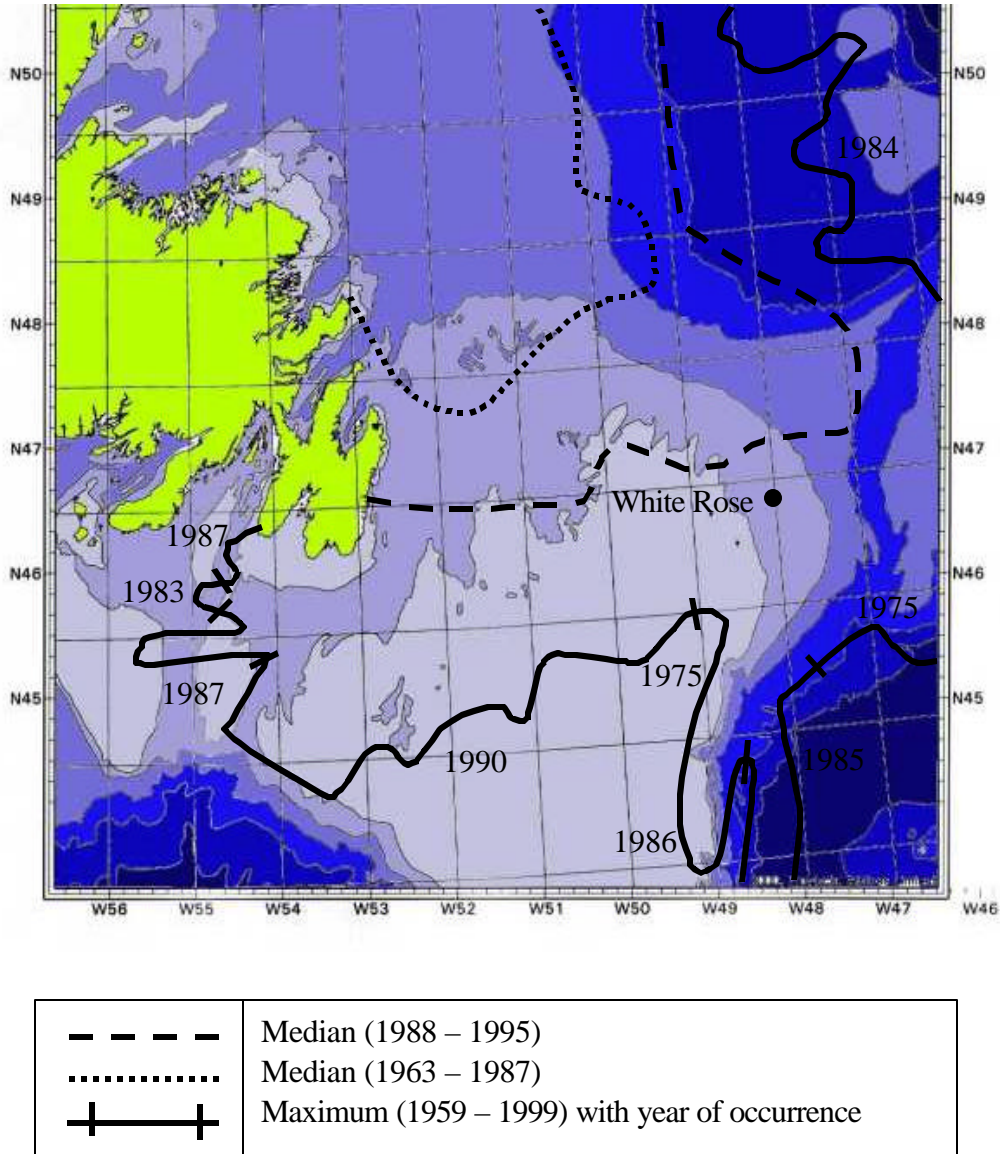 N50 N50
1984
N49 N49
N48 N48
N47 N47
White Rose
1987
N46 N46
1983
1975
1975
1987
N45 N45
1990
1985
1986
W56 W55 W54 W53 W52 W51 W50 W49 W48 W47 W46
Median (1988 – 1995)
Median (1963 – 1987)
Maximum (1959 – 1999) with year of occurrence